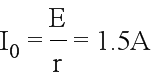 I₀ = E/r = 1.5A